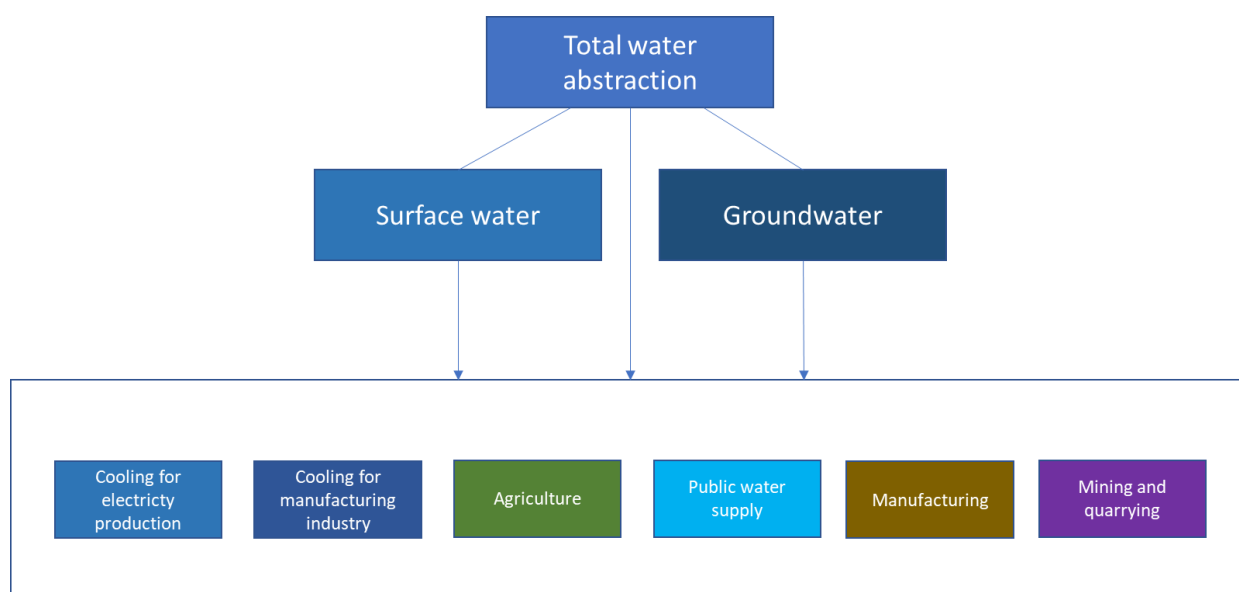 Total water
abstraction
Surface water
Groundwater
Cooling for
electricty
production
Cooling for
manufacturing
industry
Agriculture
Public water
supply
Manufacturing
Mining and
quarrying